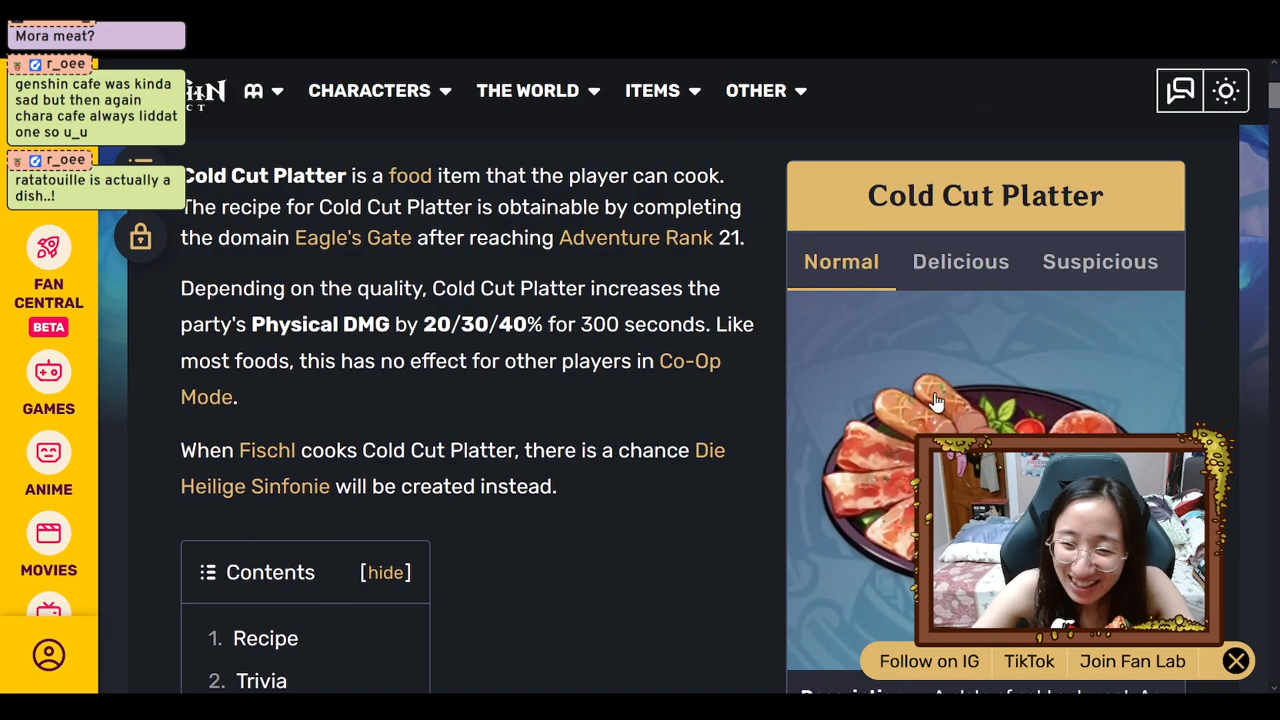 Mora meat?
r_oee
genshin cafe was kinda
sad but then again
chara cafe always liddat
one so u_u
r_oee
ratatouille is actually a
dish..!
CHARACTERS
THE WORLD
ITEMS
OTHER
Cold Cut Platter is a food item that the player can cook.
The recipe for Cold Cut Platter is obtainable by completing
the domain Eagle's Gate after reaching Adventure Rank 21.
Depending on the quality, Cold Cut Platter increases the
party's Physical DMG by 20/30/40% for 300 seconds. Like
most foods, this has no effect for other players in Co-Op
Mode.
When Fischl cooks Cold Cut Platter, there is a chance Die
Heilige Sinfonie will be created instead.
Contents [hide]
1. Recipe
2. Trivia
Cold Cut Platter
Normal Delicious Suspicious
FAN
CENTRAL
BETA
GAMES
ANIME
MOVIES
Follow on IG TikTok Join Fan Lab